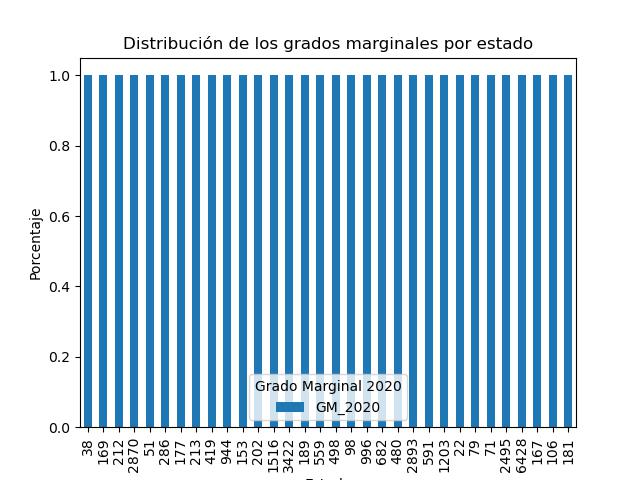 Distribución de los grados marginales por estado
Porcentaje
1.0
0.8
0.6
0.4
0.2
0.0
Grado Marginal 2020
GM_2020
38 169 212 2870 51 286 177 213 419 944 153 202 1516 3422 189 559 498 98 996 682 480 2893 591 1203 22 79 71 2495 6428 167 106 181